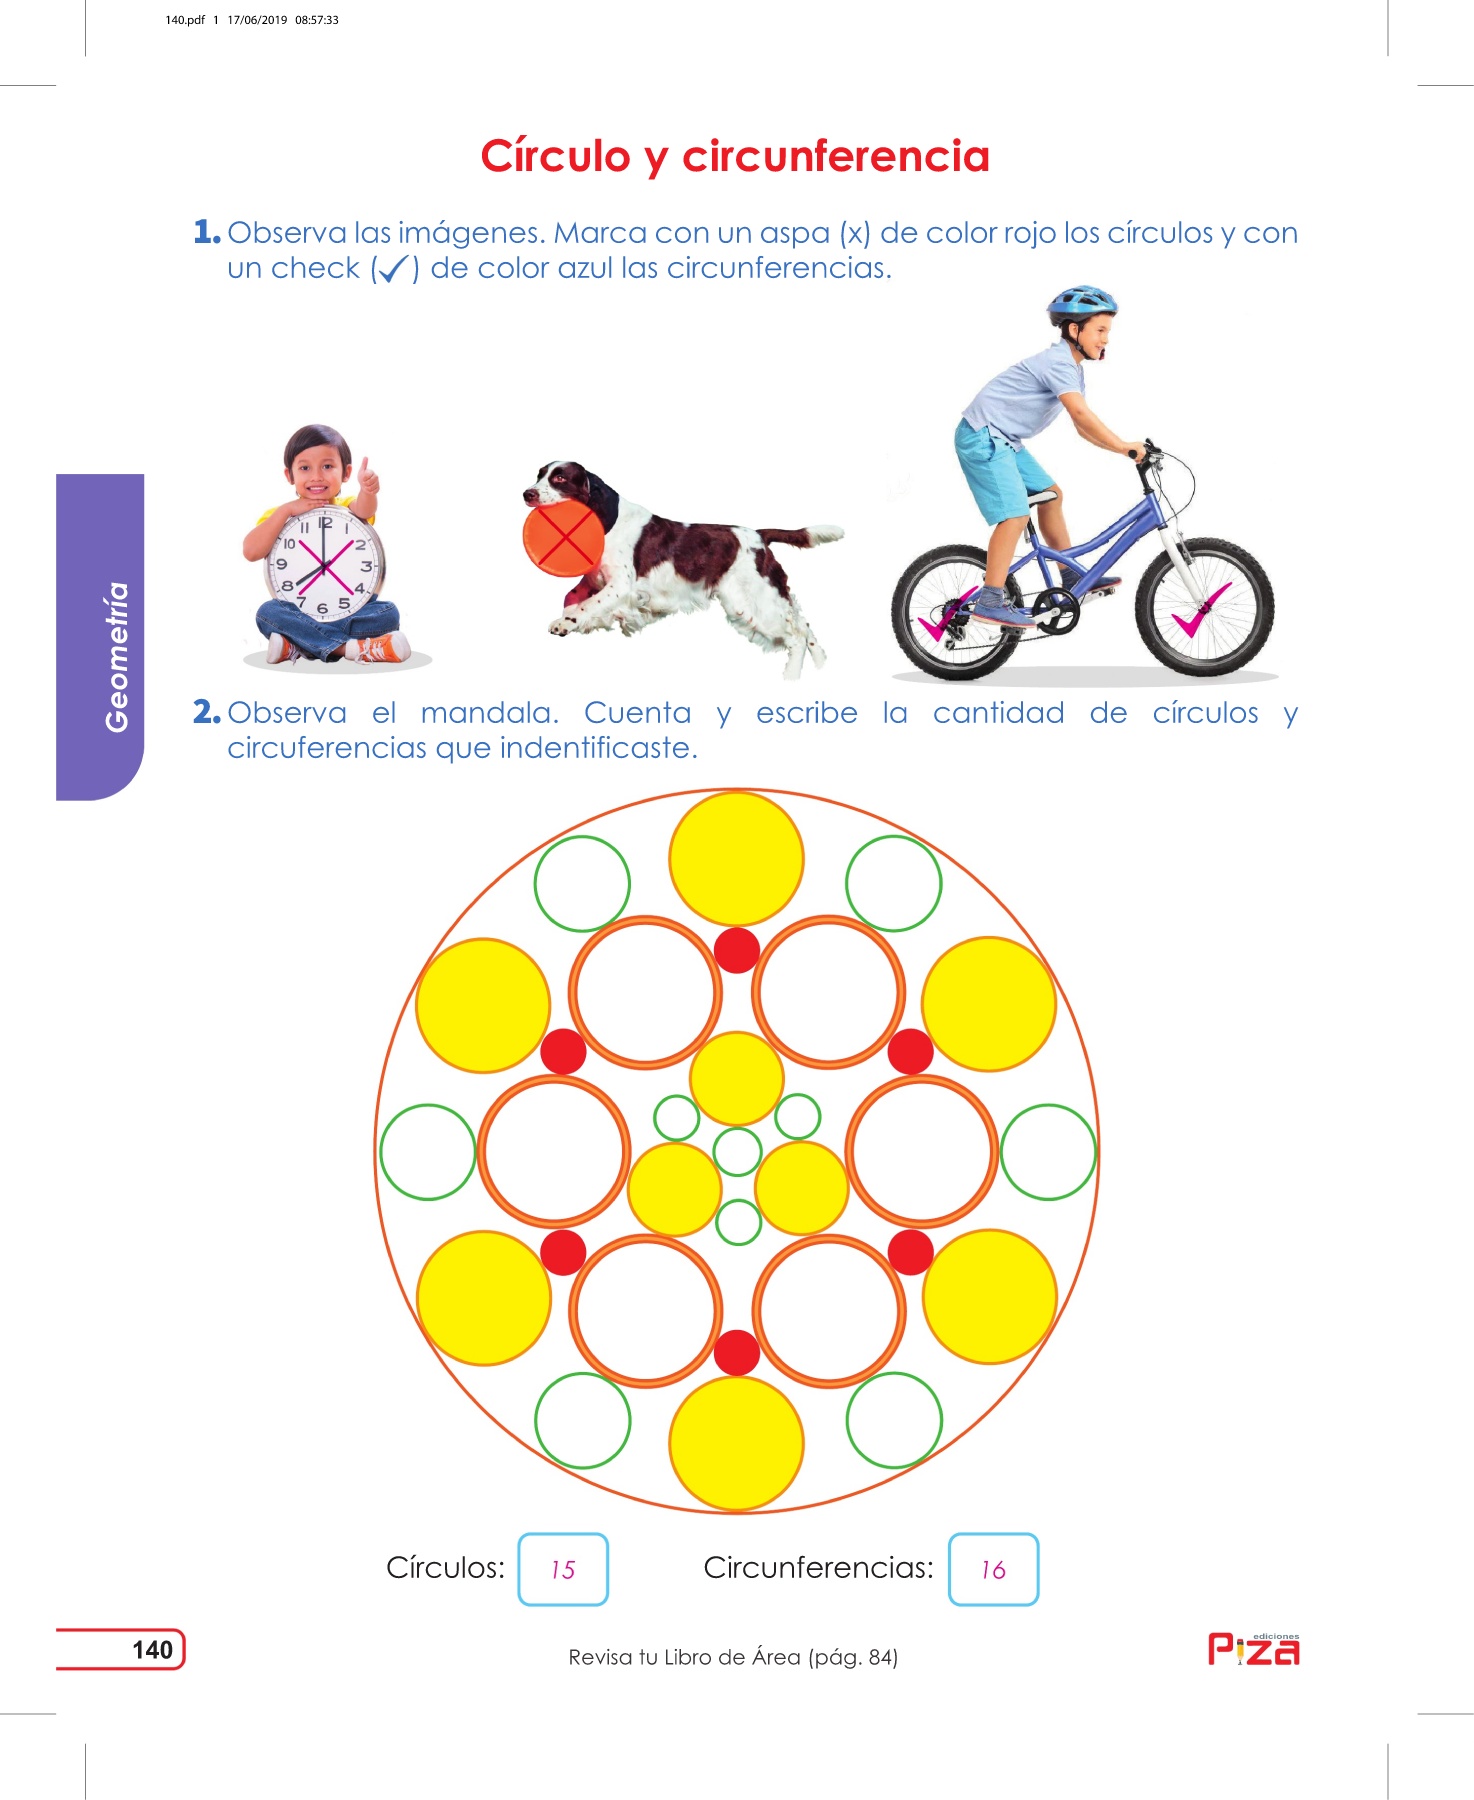 140.pdf 1 17/06/2019 08:57:33
Círculo y circunferencia
1. Observa las imágenes. Marca con un aspa (x) de color rojo los círculos y con
un check (✓) de color azul las circunferencias.
11 12 1
10 2
9 3
8 4
7 6 5
Geometría
2. Observa el mandala. Cuenta y escribe la cantidad de círculos y
circuferencias que indentificaste.
Círculos: 15 Circunferencias: 16
140
Revisa tu Libro de Área (pág. 84)
ediciones
Piza